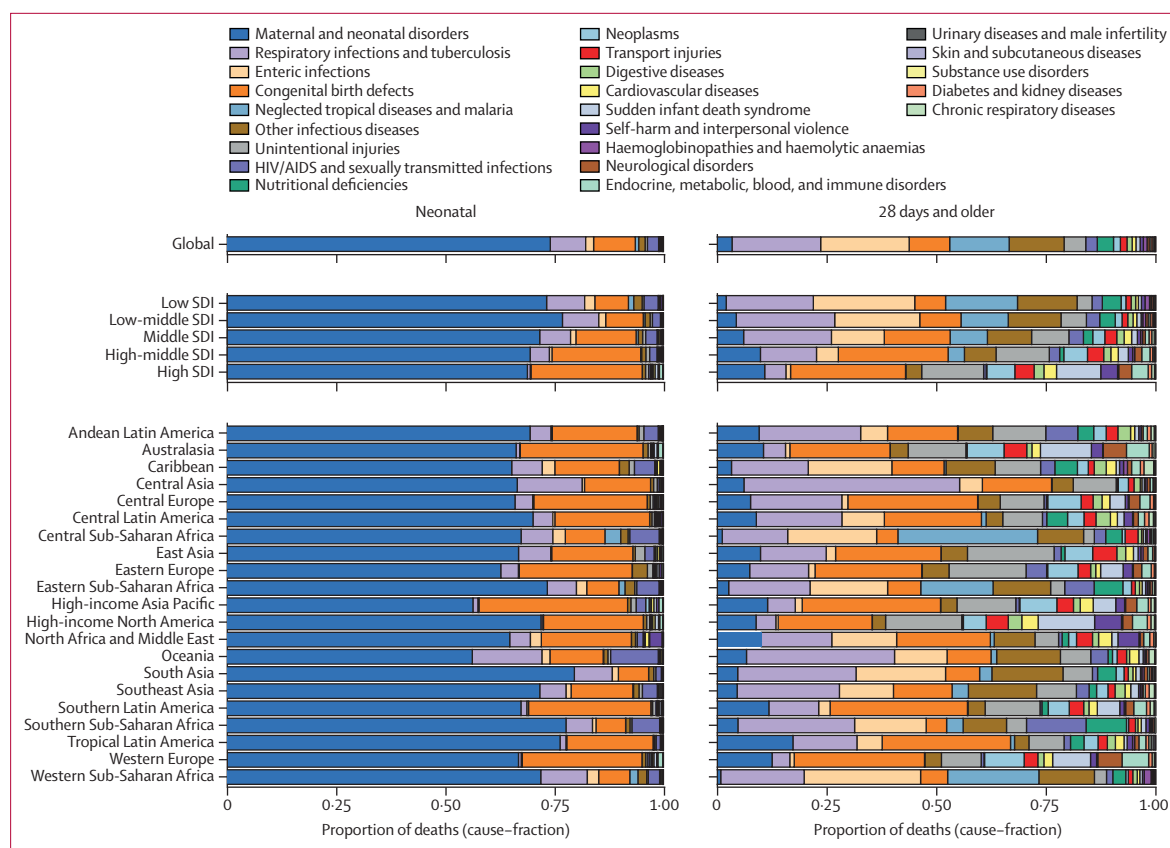 Maternal and neonatal disorders
Respiratory infections and tuberculosis
Enteric infections
Congenital birth defects
Neglected tropical diseases and malaria
Other infectious diseases
Unintentional injuries
HIV/AIDS and sexually transmitted infections
Nutritional deficiencies
Neoplasms
Transport injuries
Digestive diseases
Cardiovascular diseases
Sudden infant death syndrome
Self-harm and interpersonal violence
Haemoglobinopathies and haemolytic anaemias
Neurological disorders
Endocrine, metabolic, blood, and immune disorders
Urinary diseases and male infertility
Skin and subcutaneous diseases
Substance use disorders
Diabetes and kidney diseases
Chronic respiratory diseases
Neonatal
28 days and older
Global
Low SDI
Low-middle SDI
Middle SDI
High-middle SDI
High SDI
Andean Latin America
Australasia
Caribbean
Central Asia
Central Europe
Central Latin America
Central Sub-Saharan Africa
East Asia
Eastern Europe
Eastern Sub-Saharan Africa
High-income Asia Pacific
High-income North America
North Africa and Middle East
Oceania
South Asia
Southeast Asia
Southern Latin America
Southern Sub-Saharan Africa
Tropical Latin America
Western Europe
Western Sub-Saharan Africa
0 0·25 0·50 0·75 1·00
0 0·25 0·50 0·75 1·00
Proportion of deaths (cause–fraction)
Proportion of deaths (cause–fraction)